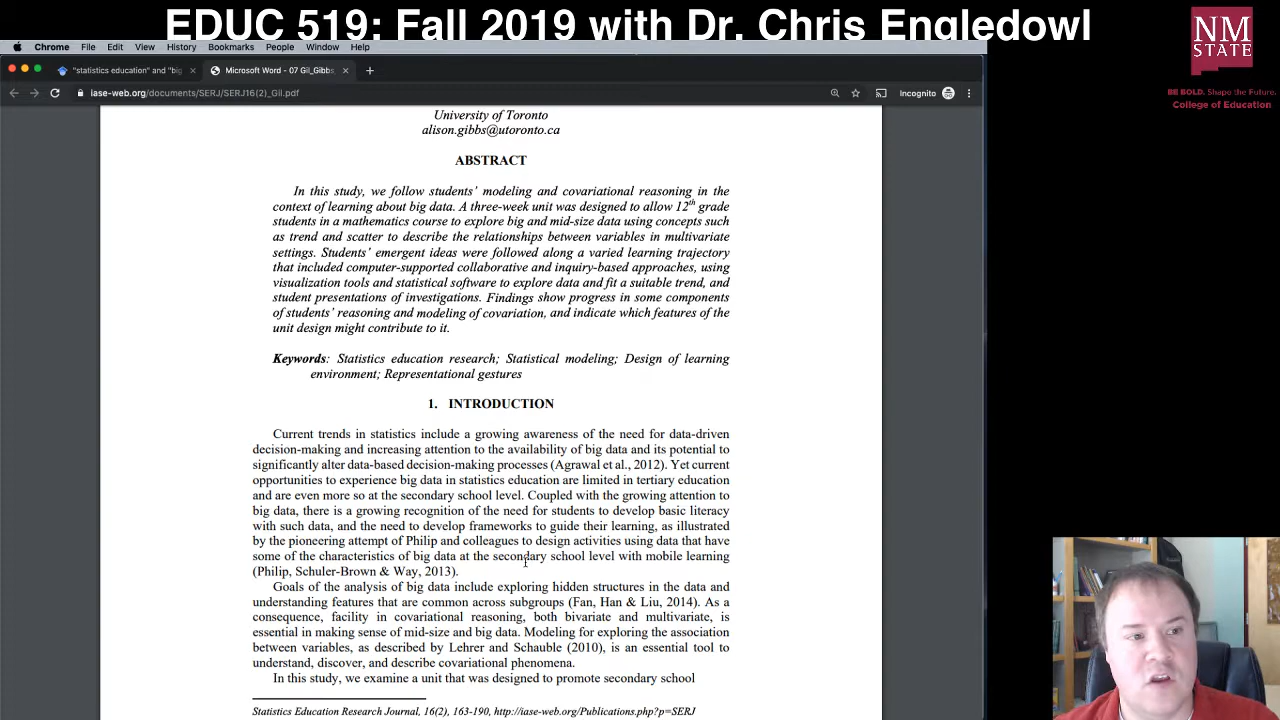 EDUC 519: Fall 2019 with Dr. Chris Engledowl
NM
STATE
BE BOLD. Shape the Future.
College of Education
Chrome File Edit View History Bookmarks People Window Help
"statistics education" and "big
Microsoft Word - 07 Gil_Gibbs
iase-web.org/documents/SERJ/SERJ16(2)_Gil.pdf
Incognito
University of Toronto
alison.gibbs@utoronto.ca
ABSTRACT
In this study, we follow students' modeling and covariational reasoning in the
context of learning about big data. A three-week unit was designed to allow 12th grade
students in a mathematics course to explore big and mid-size data using concepts such
as trend and scatter to describe the relationships between variables in multivariate
settings. Students' emergent ideas were followed along a varied learning trajectory
that included computer-supported collaborative and inquiry-based approaches, using
visualization tools and statistical software to explore data and fit a suitable trend, and
student presentations of investigations. Findings show progress in some components
of students' reasoning and modeling of covariation, and indicate which features of the
unit design might contribute to it.
Keywords: Statistics education research; Statistical modeling; Design of learning
environment; Representational gestures
1. INTRODUCTION
Current trends in statistics include a growing awareness of the need for data-driven
decision-making and increasing attention to the availability of big data and its potential to
significantly alter data-based decision-making processes (Agrawal et al., 2012). Yet current
opportunities to experience big data in statistics education are limited in tertiary education
and are even more so at the secondary school level. Coupled with the growing attention to
big data, there is a growing recognition of the need for students to develop basic literacy
with such data, and the need to develop frameworks to guide their learning, as illustrated
by the pioneering attempt of Philip and colleagues to design activities using data that have
some of the characteristics of big data at the secondary school level with mobile learning
(Philip, Schuler-Brown & Way, 2013).
Goals of the analysis of big data include exploring hidden structures in the data and
understanding features that are common across subgroups (Fan, Han & Liu, 2014). As a
consequence, facility in covariational reasoning, both bivariate and multivariate, is
essential in making sense of mid-size and big data. Modeling for exploring the association
between variables, as described by Lehrer and Schauble (2010), is an essential tool to
understand, discover, and describe covariational phenomena.
In this study, we examine a unit that was designed to promote secondary school
Statistics Education Research Journal, 16(2), 163-190, http://iase-web.org/Publications.php?p=SERJ